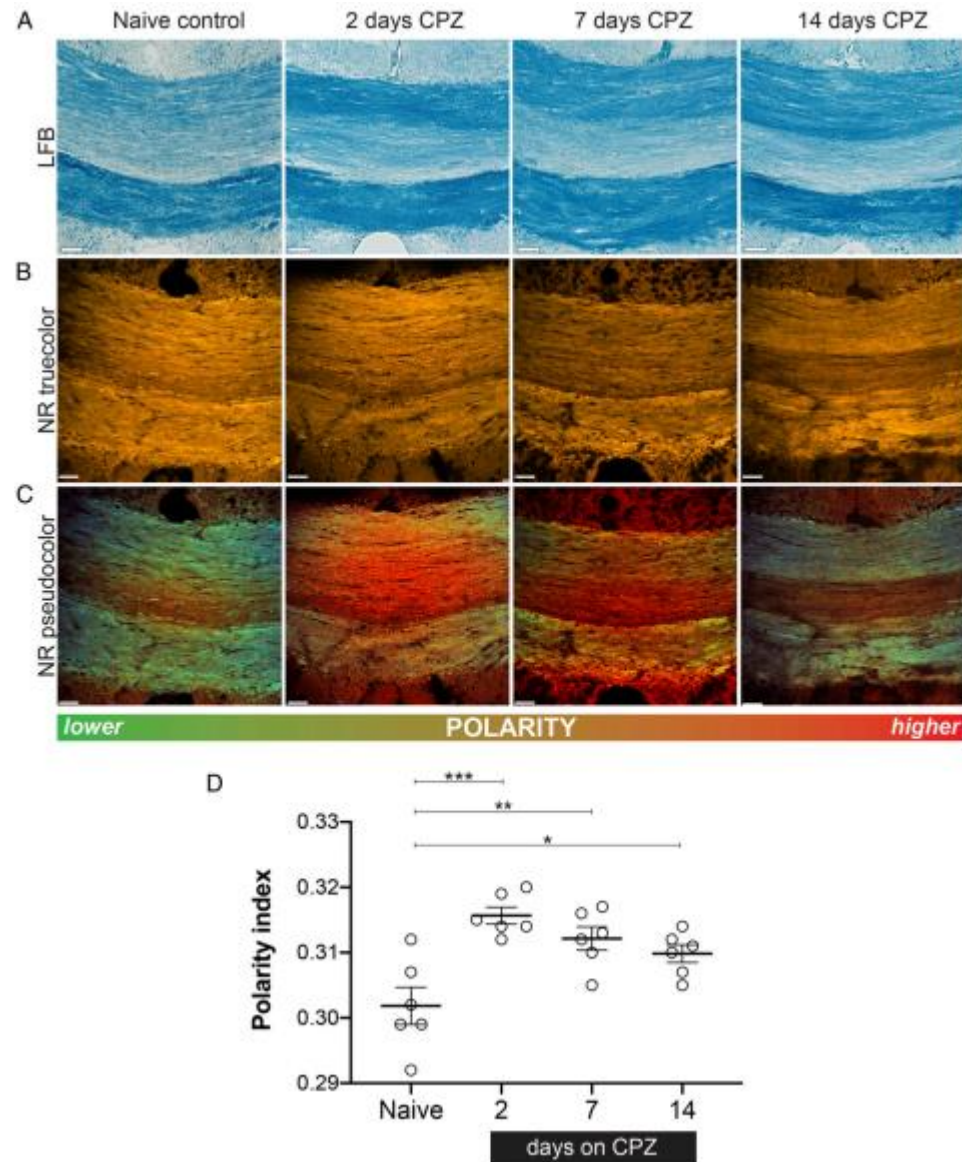 A
Naive control
2 days CPZ
7 days CPZ
14 days CPZ
LFB
B
NR truecolor
C
NR pseudocolor
lower
POLARITY
higher
D
***
**
*
0.33
0.32
0.31
0.30
0.29
Polarity index
Naive
2
7
14
days on CPZ